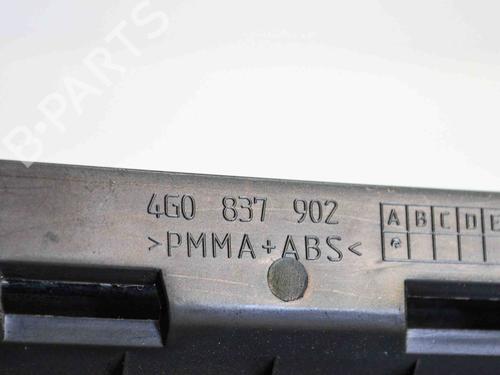 B-PARTS
4G0 837 902
>PMMA+ABS<
A B C D E